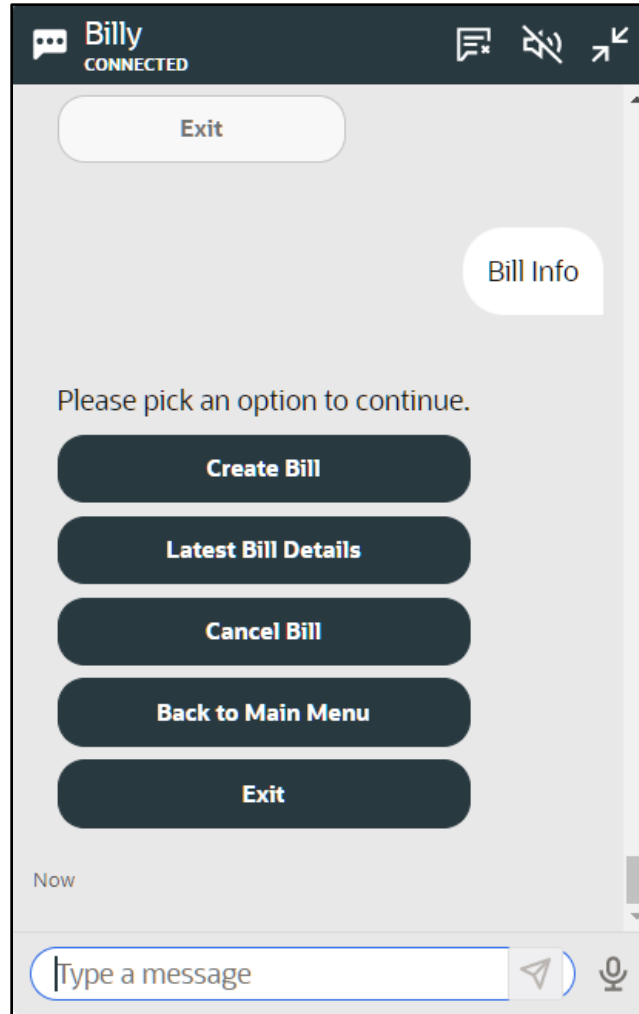 Billy
CONNECTED
Exit
Bill Info
Please pick an option to continue.
Create Bill
Latest Bill Details
Cancel Bill
Back to Main Menu
Exit
Now
Type a message